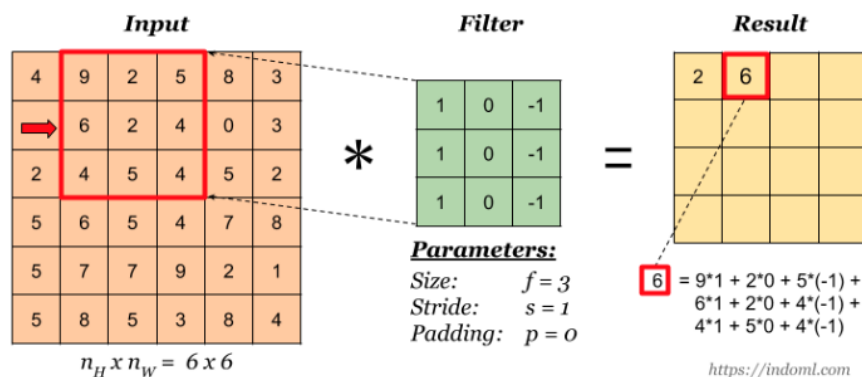 Input
Filter
Result
4 9 2 5 8 3
6 2 4 0 3
2 4 5 4 5 2
5 6 5 4 7 8
5 7 7 9 2 1
5 8 5 3 8 4
n_H x n_W = 6 x 6
*
1 0 -1
1 0 -1
1 0 -1
Parameters:
Size: f = 3
Stride: s = 1
Padding: p = 0
=
2 6
6 = 9*1 + 2*0 + 5*(-1) +
6*1 + 2*0 + 4*(-1) +
4*1 + 5*0 + 4*(-1)
https://indoml.com